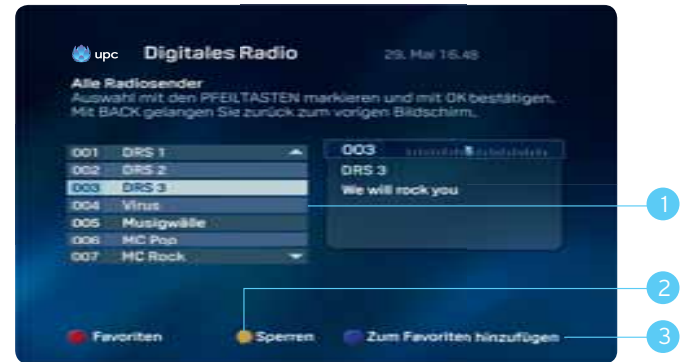 upc Digitales Radio 29. Mai 16.48
Alle Radiosender
Auswahl mit den PFEILTASTEN markieren und mit OK bestätigen.
Mit BACK gelangen Sie zurück zum vorigen Bildschirm.
001 DRS 1
002 DRS 2
003 DRS 3
004 Virus
005 Musigwälle
006 MC Pop
007 MC Rock
003
DRS 3
We will rock you
1
2
3
Favoriten Sperren Zum Favoriten hinzufügen